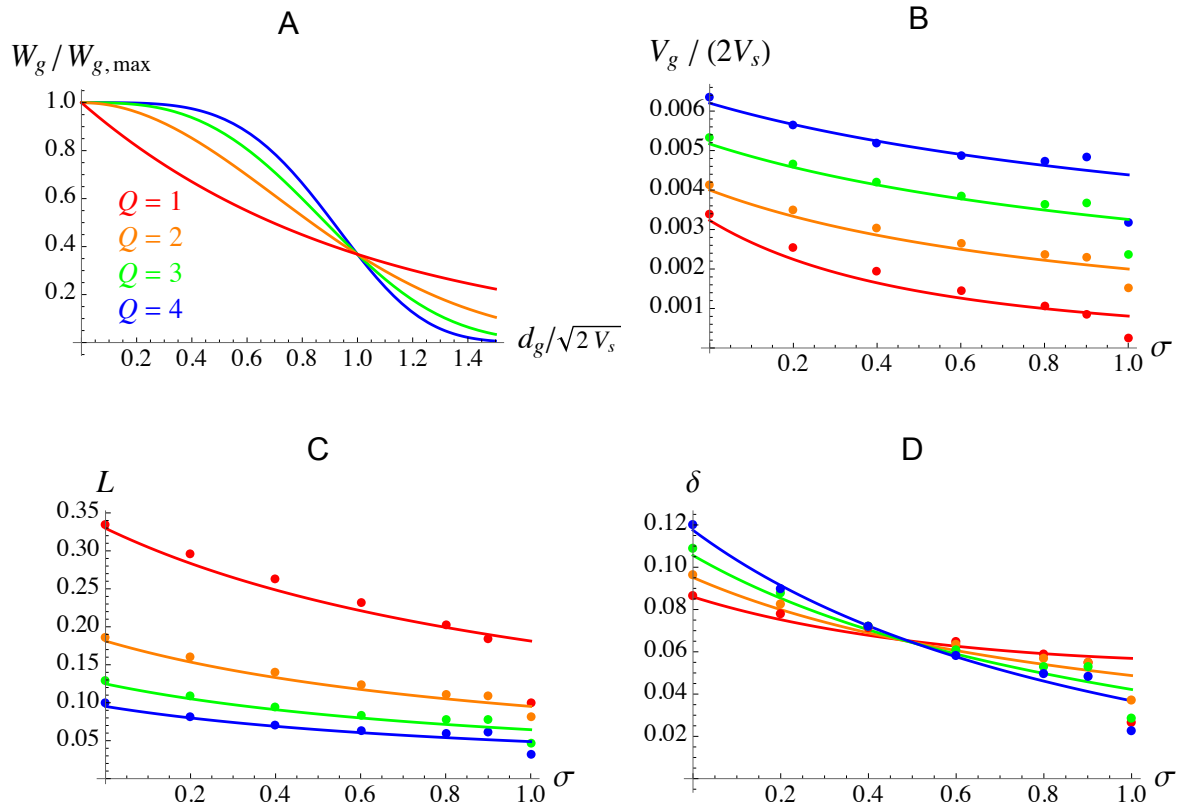 A
W_g / W_{g, max}
1.0
0.8
0.6
0.4
0.2
Q = 1
Q = 2
Q = 3
Q = 4
0.2 0.4 0.6 0.8 1.0 1.2 1.4
d_g/√2 V_s
B
V_g / (2V_s)
0.006
0.005
0.004
0.003
0.002
0.001
0.2 0.4 0.6 0.8 1.0
σ
C
L
0.35
0.30
0.25
0.20
0.15
0.10
0.05
0.2 0.4 0.6 0.8 1.0
σ
D
δ
0.12
0.10
0.08
0.06
0.04
0.02
0.2 0.4 0.6 0.8 1.0
σ